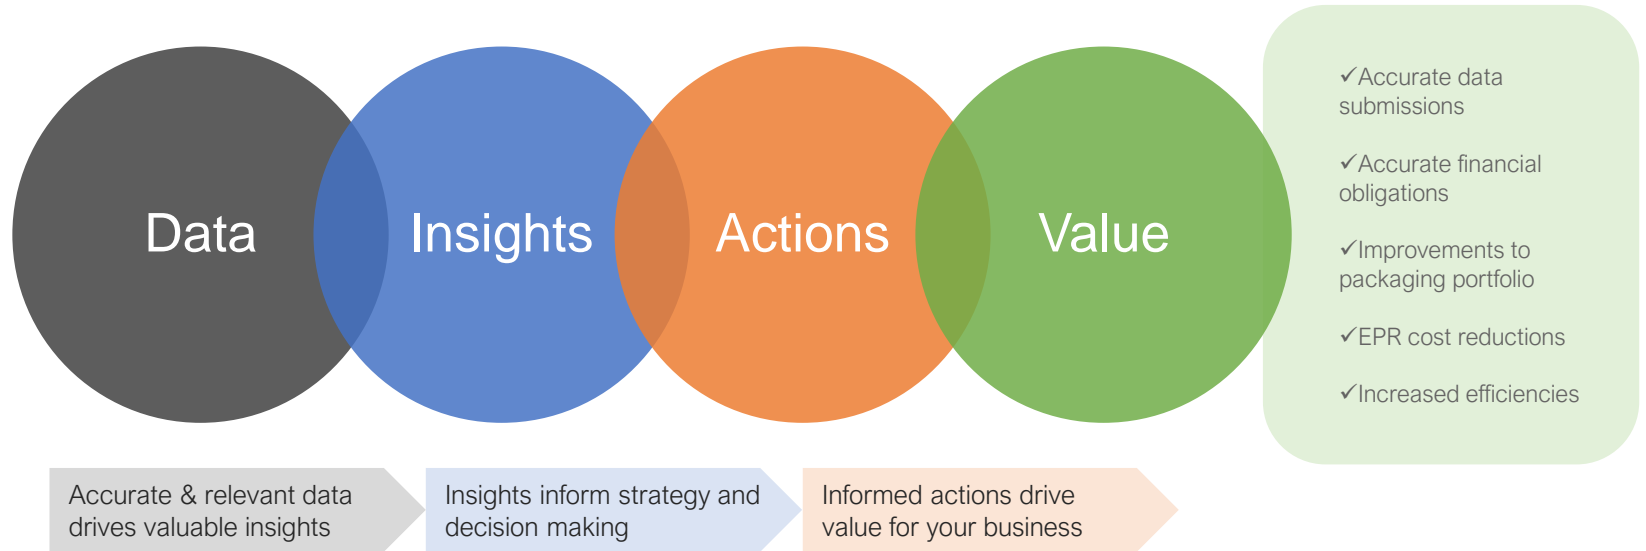 Data
Insights
Actions
Value
✓Accurate data
submissions
✓Accurate financial
obligations
✓Improvements to
packaging portfolio
✓EPR cost reductions
✓Increased efficiencies
Accurate & relevant data
drives valuable insights
Insights inform strategy and
decision making
Informed actions drive
value for your business